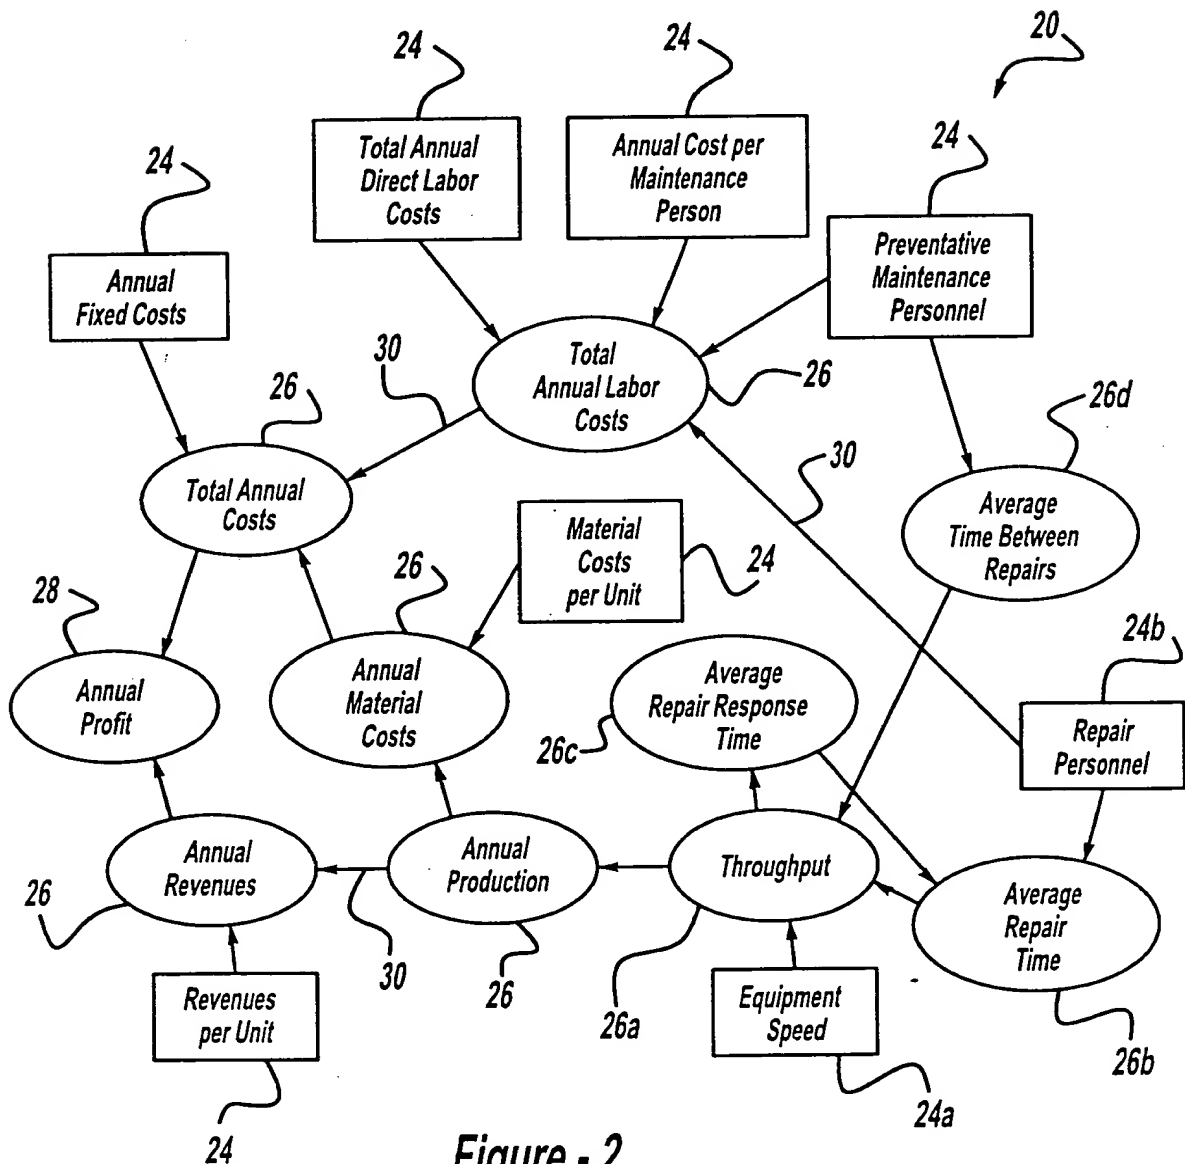 24
24
20
24
24
Total Annual
Direct Labor
Costs
Annual Cost per
Maintenance
Person
Preventative
Maintenance
Personnel
Annual
Fixed Costs
30
Total
Annual Labor
Costs
26
26
26d
30
Total Annual
Costs
Material
Costs
per Unit
24
Average
Time Between
Repairs
28
26
24b
Annual
Profit
Annual
Material
Costs
Average
Repair Response
Time
26c
Repair
Personnel
Annual
Revenues
Annual
Production
Throughput
Average
Repair
Time
26
30
26
26a
26b
Revenues
per Unit
Equipment
Speed
24
24a
Figure - 2